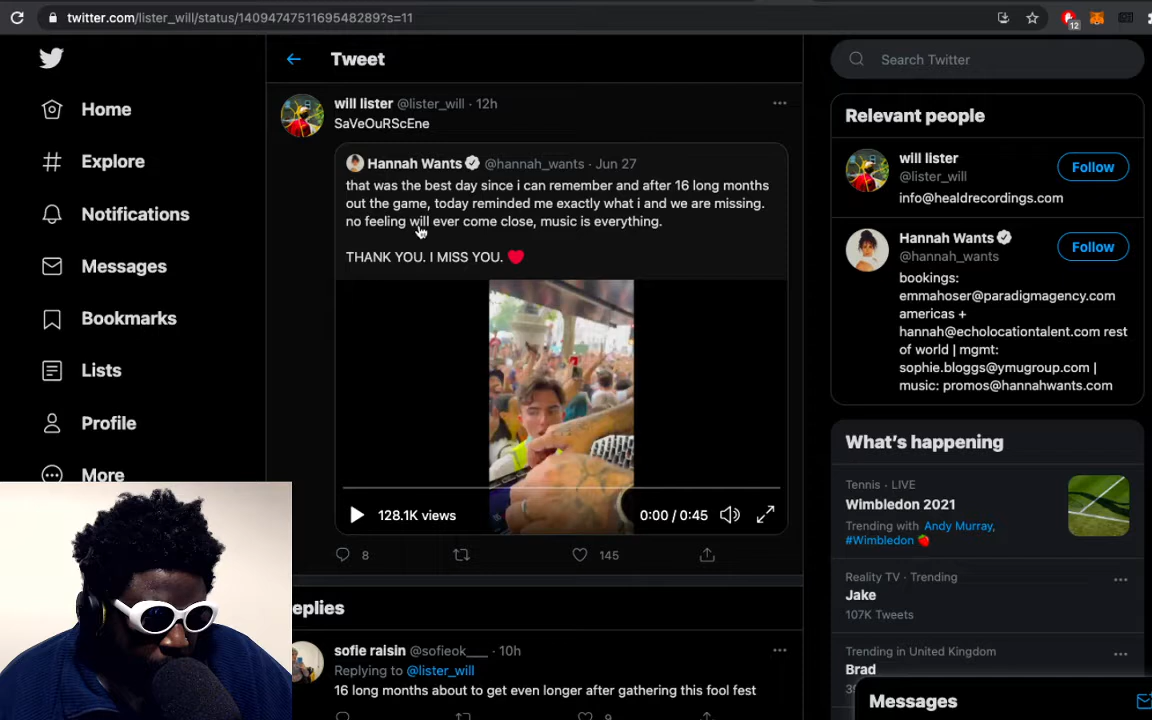 twitter.com/lister_will/status/1409474751169548289?s=11
12
Home
Explore
Notifications
Messages
Bookmarks
Lists
Profile
More
Tweet
will lister @lister_will · 12h
SaVeOuRScEne
Hannah Wants @hannah_wants · Jun 27
that was the best day since i can remember and after 16 long months
out the game, today reminded me exactly what i and we are missing.
no feeling will ever come close, music is everything.
THANK YOU. I MISS YOU. ❤️
128.1K views
0:00 / 0:45
8
145
eplies
sofie raisin @sofieok___ · 10h
Replying to @lister_will
16 long months about to get even longer after gathering this fool fest
Search Twitter
Relevant people
will lister
@lister_will
Follow
info@healdrecordings.com
Hannah Wants
@hannah_wants
Follow
bookings:
emmahoser@paradigmagency.com
americas +
hannah@echolocationtalent.com rest
of world | mgmt:
sophie.bloggs@ymugroup.com |
music: promos@hannahwants.com
What's happening
Tennis · LIVE
Wimbledon 2021
Trending with Andy Murray,
#Wimbledon 🍓
Reality TV · Trending
Jake
107K Tweets
Trending in United Kingdom
Brad
Messages